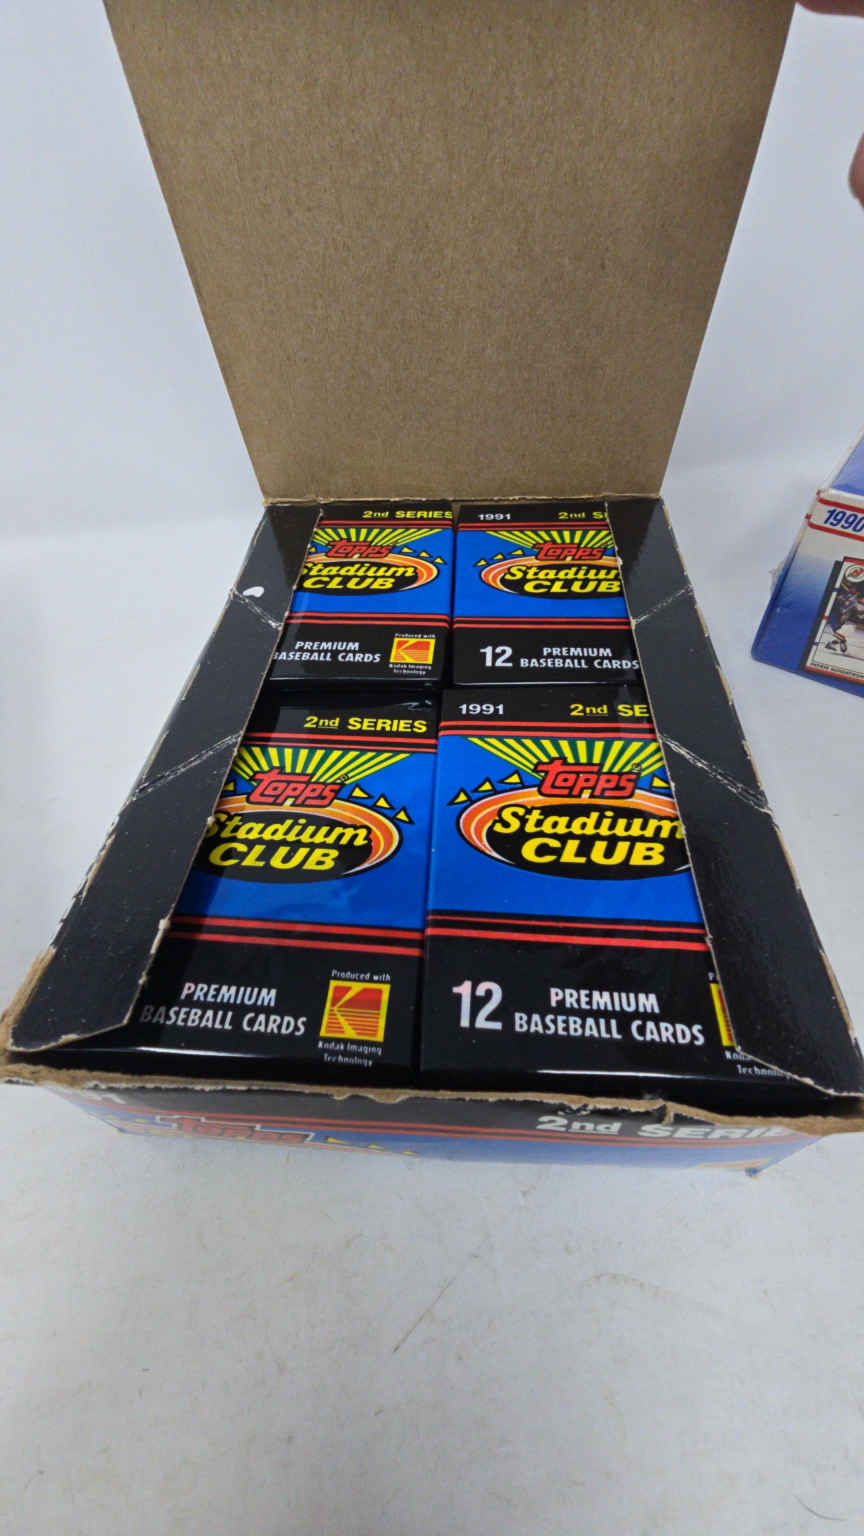 2nd SERIES
Topps
Stadium
CLUB
PREMIUM
BASEBALL CARDS
Produced with
Kodak Imaging
Technology
1991 2nd S
Topps
Stadium
CLUB
12 PREMIUM
BASEBALL CARDS
1990
2nd SERIES
Topps
Stadium
CLUB
PREMIUM
BASEBALL CARDS
Produced with
Kodak Imaging
Technology
1991 2nd SE
Topps
Stadium
CLUB
12 PREMIUM
BASEBALL CARDS
2nd SERIE
Topps